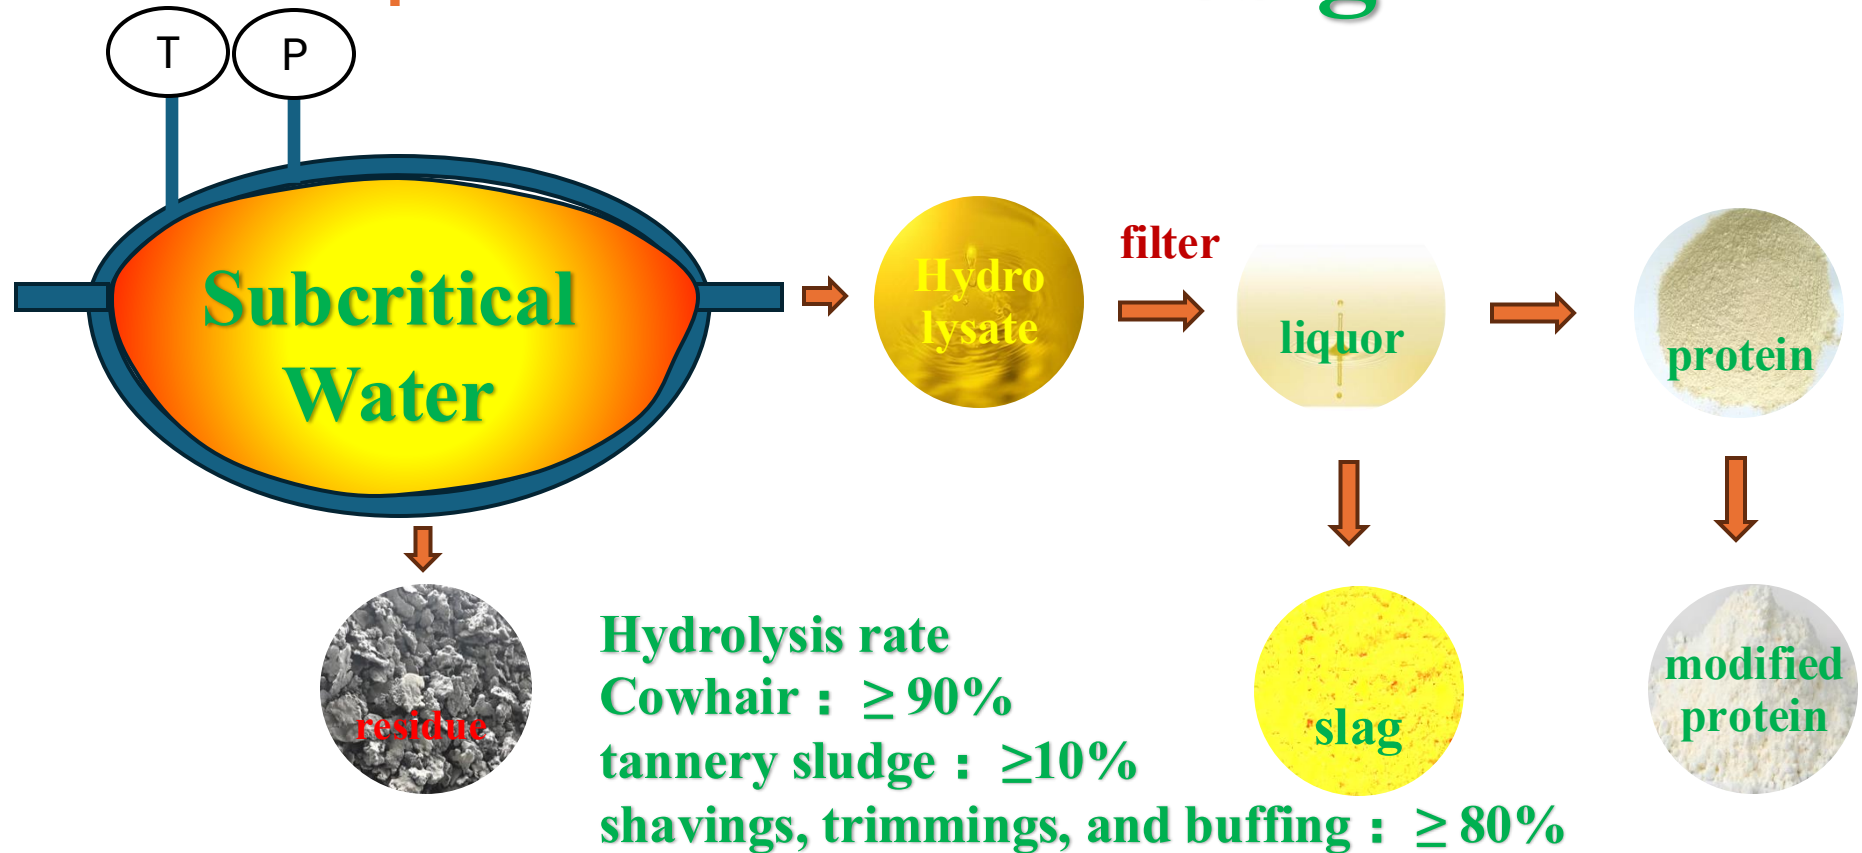 T
P
Subcritical
Water
Hydro
lysate
filter
liquor
protein
residue
slag
modified
protein
Hydrolysis rate
Cowhair： ≥ 90%
tannery sludge： ≥10%
shavings, trimmings, and buffing： ≥ 80%